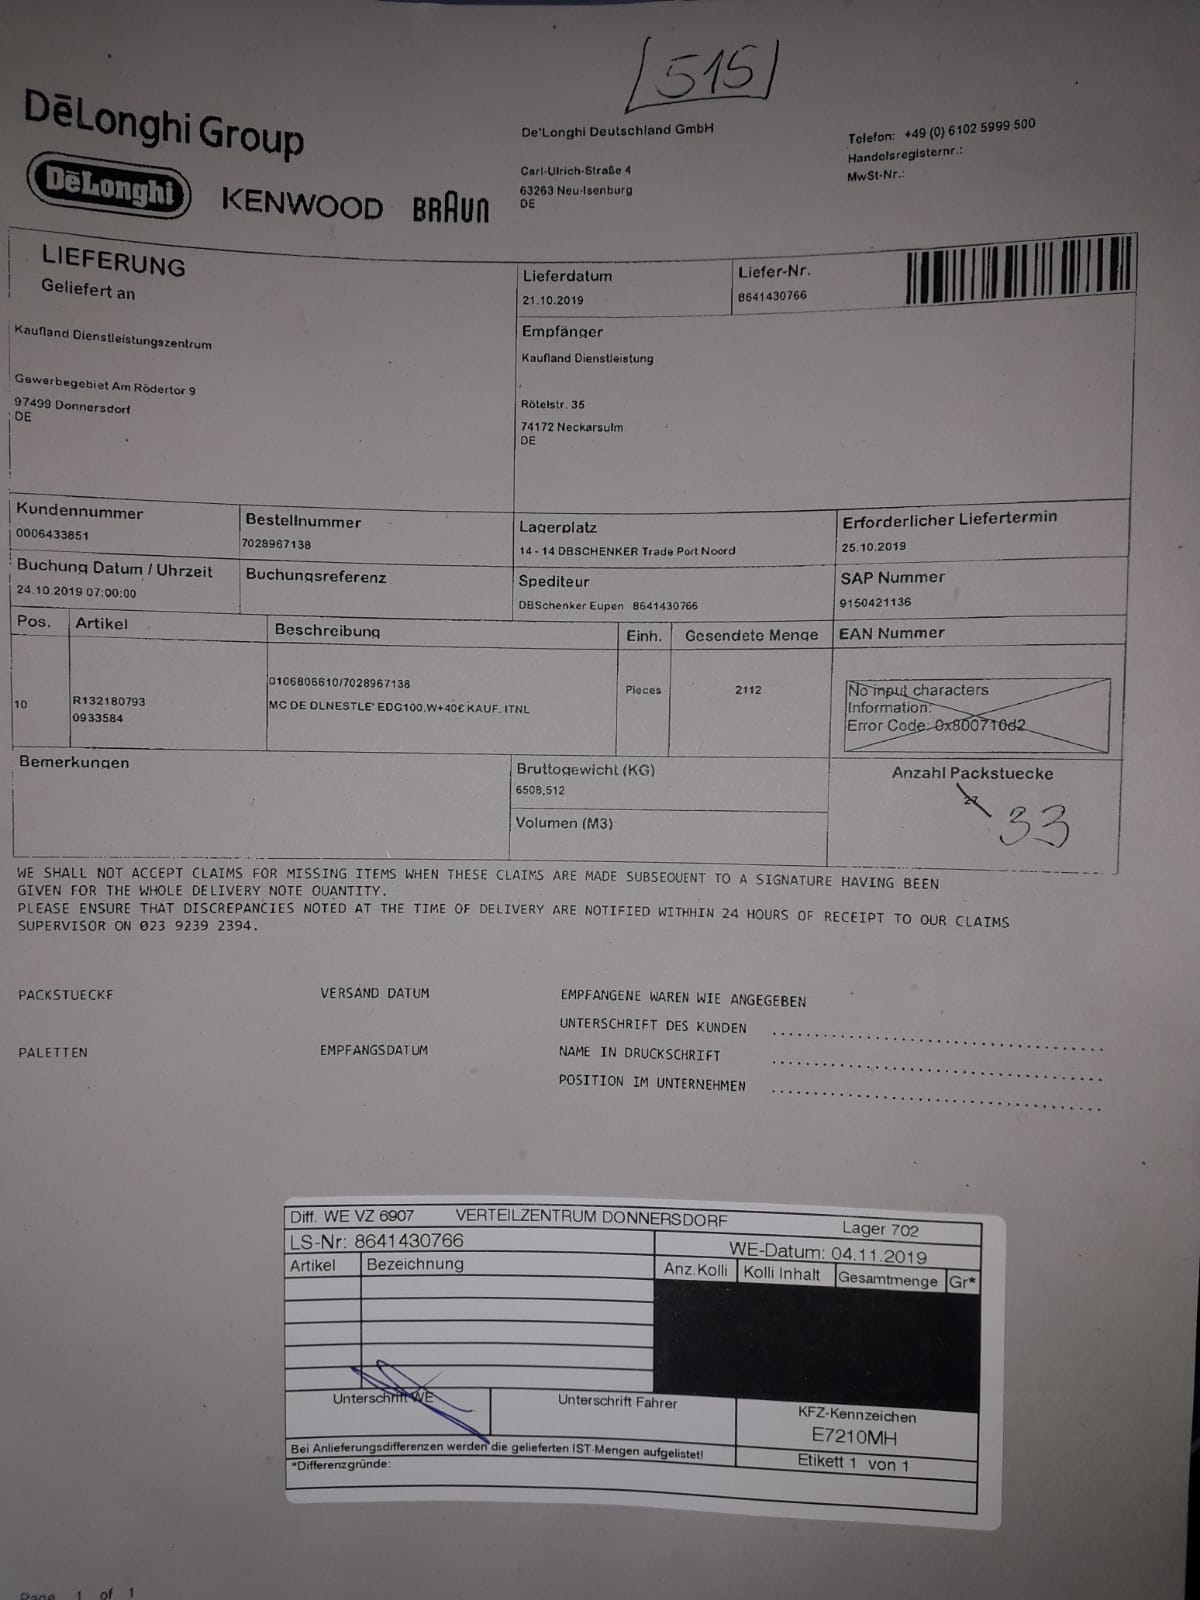 515
DēLonghi Group
De'Longhi Deutschland GmbH
Telefon: +49 (0) 6102 5999 500
Handelsregisternr.:
MwSt-Nr.:
Carl-Ulrich-Straße 4
63263 Neu-Isenburg
DE
DēLonghi KENWOOD BRAUN
LIEFERUNG
Geliefert an
Lieferdatum
21.10.2019
Liefer-Nr.
8641430766
Kaufland Dienstleistungszentrum
Gewerbegebiet Am Rödertor 9
97499 Donnersdorf
DE
Empfänger
Kaufland Dienstleistung
,
Rötelstr. 35
74172 Neckarsulm
DE
Kundennummer
0006433851
Bestellnummer
7028967138
Lagerplatz
14 - 14 DBSCHENKER Trade Port Noord
Erforderlicher Liefertermin
25.10.2019
Buchung Datum / Uhrzeit
24.10.2019 07:00:00
Buchungsreferenz
Spediteur
DBSchenker Eupen 8641430766
SAP Nummer
9150421136
Pos. Artikel Beschreibung Einh. Gesendete Menge EAN Nummer
10
R132180793
0933584
0106806610/7028967138
MC DE DLNESTLE' EDG100.W+40€ KAUF. ITNL
Pieces
2112
No input characters
Information:
Error Code: 0x800710d2
Bemerkungen
Bruttogewicht (KG)
6508,512
Volumen (M3)
Anzahl Packstuecke
27
33
WE SHALL NOT ACCEPT CLAIMS FOR MISSING ITEMS WHEN THESE CLAIMS ARE MADE SUBSEQUENT TO A SIGNATURE HAVING BEEN
GIVEN FOR THE WHOLE DELIVERY NOTE QUANTITY.
PLEASE ENSURE THAT DISCREPANCIES NOTED AT THE TIME OF DELIVERY ARE NOTIFIED WITHHIN 24 HOURS OF RECEIPT TO OUR CLAIMS
SUPERVISOR ON 023 9239 2394.
PACKSTUECKE VERSAND DATUM EMPFANGENE WAREN WIE ANGEGEBEN
UNTERSCHRIFT DES KUNDEN
PALETTEN EMPFANGSDATUM NAME IN DRUCKSCHRIFT
POSITION IM UNTERNEHMEN
Diff. WE VZ 6907 VERTEILZENTRUM DONNERSDORF Lager 702
LS-Nr: 8641430766 WE-Datum: 04.11.2019
Artikel Bezeichnung Anz.Kolli Kolli Inhalt Gesamtmenge Gr*
Unterschrift WE Unterschrift Fahrer KFZ-Kennzeichen
E7210MH
Bei Anlieferungsdifferenzen werden die gelieferten IST-Mengen aufgelistet!
Etikett 1 von 1
*Differenzgründe:
Page 1 of 1